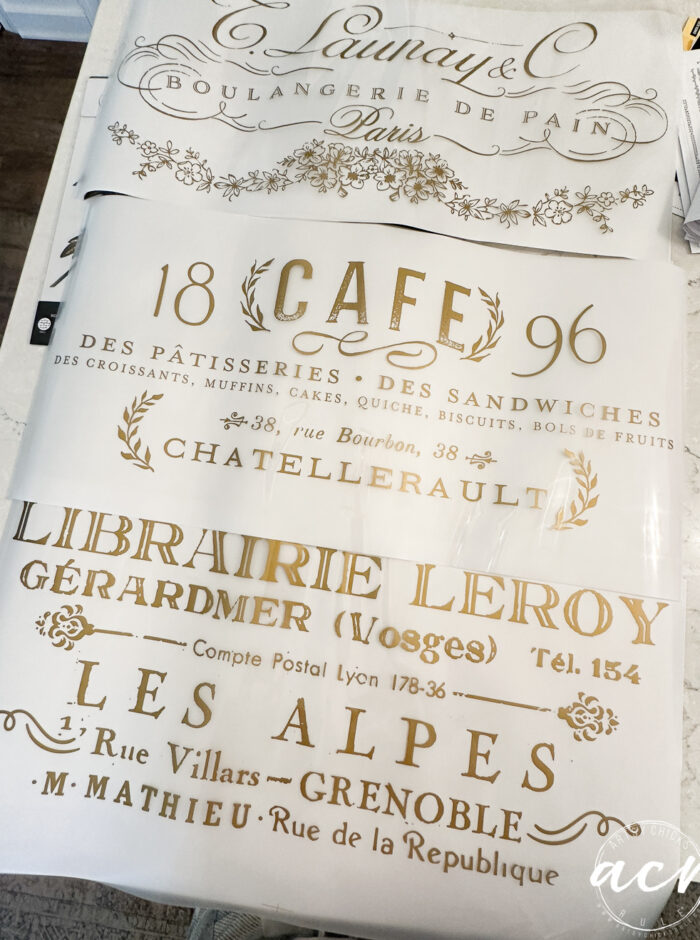 T. Launay & C
BOULANGERIE DE PAIN
Paris
18 CAFE 96
DES PÂTISSERIES • DES SANDWICHES
DES CROISSANTS, MUFFINS, CAKES, QUICHE, BISCUITS, BOLS DE FRUITS
38, rue Bourbon, 38
CHATELLERAULT
LIBRAIRIE LEROY
GÉRARDMER (Vosges) Tél. 154
Compte Postal Lyon 178-36
LES ALPES
1, Rue Villars — GRENOBLE
·M·MATHIEU·Rue de la Republique
acr